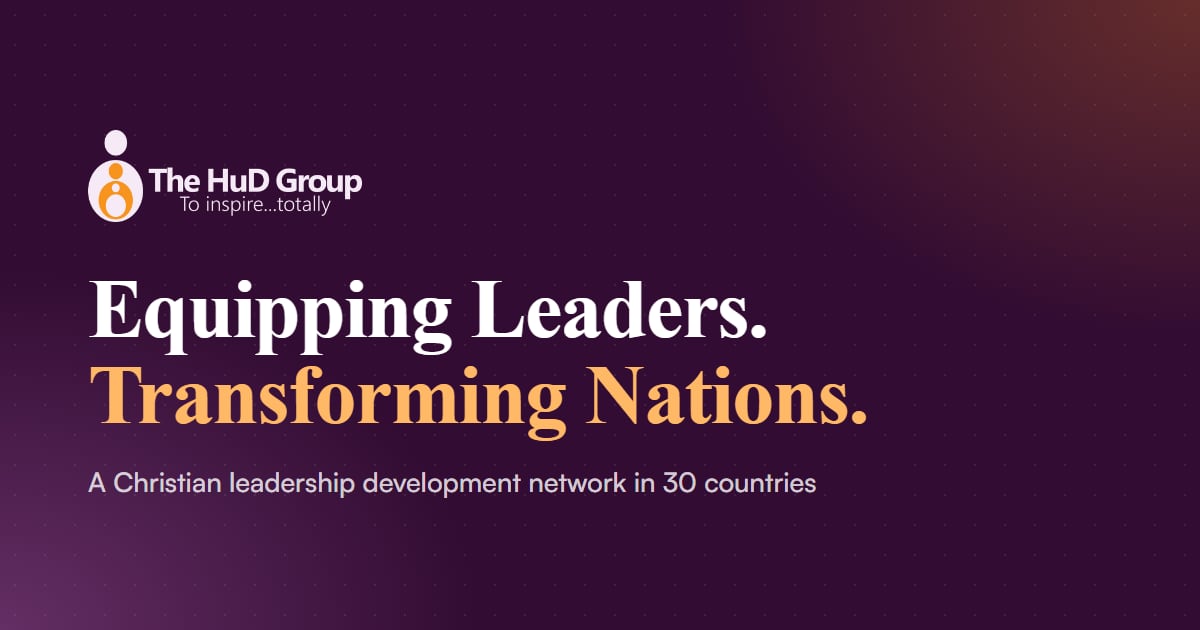 The HuD Group
To inspire...totally
Equipping Leaders.
Transforming Nations.
A Christian leadership development network in 30 countries